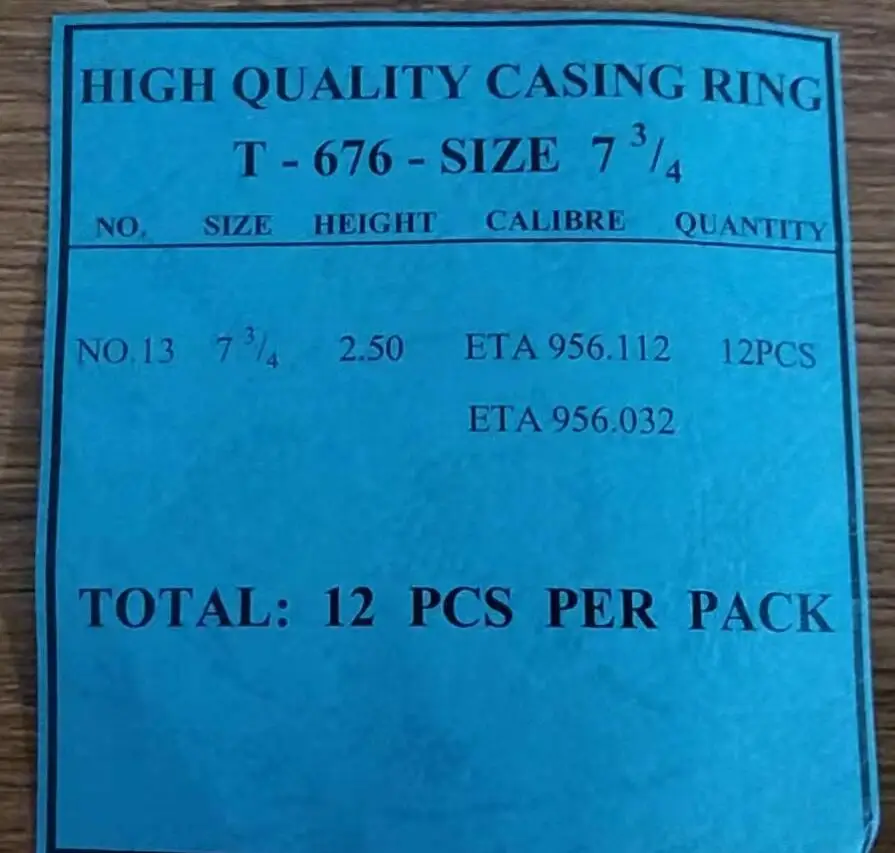 HIGH QUALITY CASING RING
T - 676 - SIZE 7 3/4
NO. SIZE HEIGHT CALIBRE QUANTITY
NO.13 7 3/4 2.50 ETA 956.112 12PCS
ETA 956.032
TOTAL: 12 PCS PER PACK